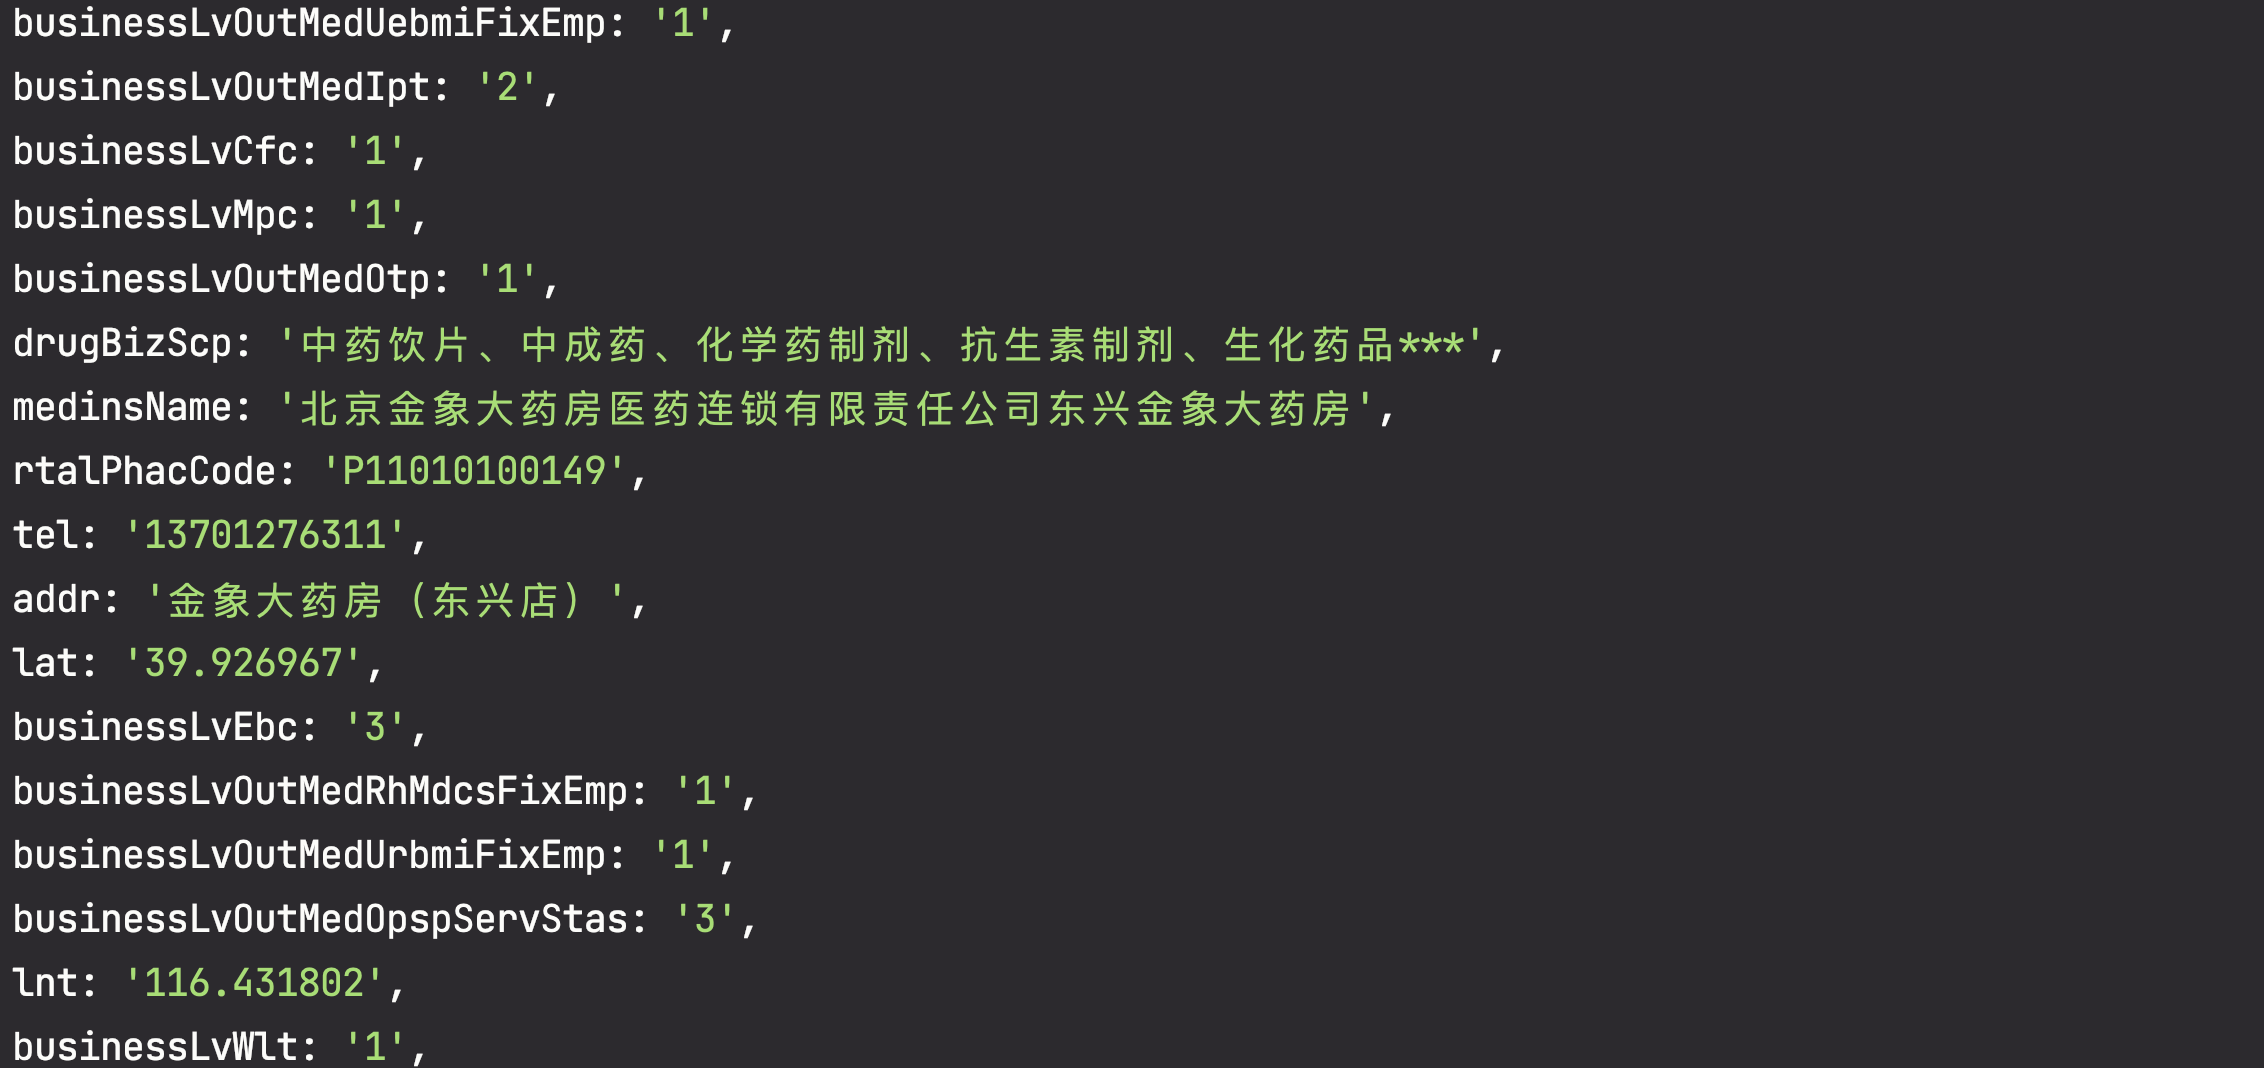 businessLvOutMedUebmiFixEmp: '1',
businessLvOutMedIpt: '2',
businessLvCfc: '1',
businessLvMpc: '1',
businessLvOutMedOtp: '1',
drugBizScp: '中药饮片、中成药、化学药制剂、抗生素制剂、生化药品***',
medinsName: '北京金象大药房医药连锁有限责任公司东兴金象大药房',
rtalPhacCode: 'P11010100149',
tel: '13701276311',
addr: '金象大药房（东兴店）',
lat: '39.926967',
businessLvEbc: '3',
businessLvOutMedRhMdcsFixEmp: '1',
businessLvOutMedUrbmiFixEmp: '1',
businessLvOutMedOpspServStas: '3',
lnt: '116.431802',
businessLvWlt: '1',